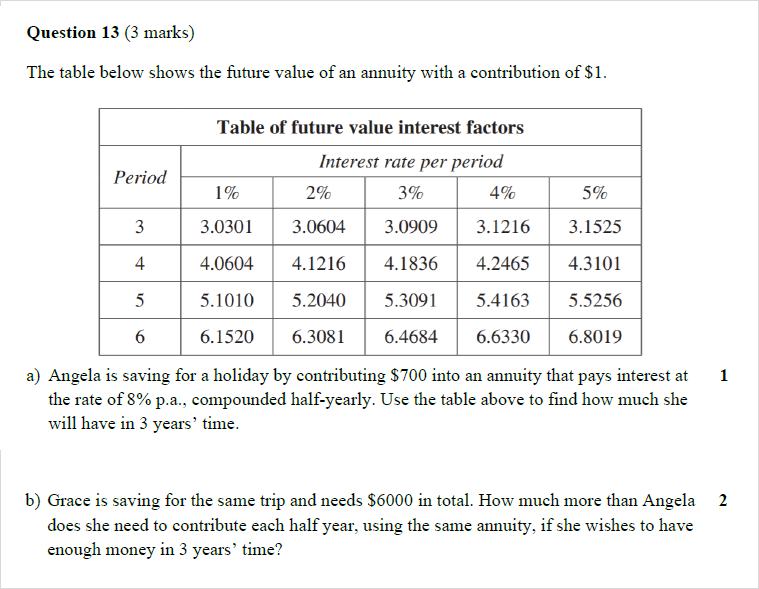 Question 13 (3 marks)
The table below shows the future value of an annuity with a contribution of $1.
Table of future value interest factors
Period
Interest rate per period
1% 2% 3% 4% 5%
3 3.0301 3.0604 3.0909 3.1216 3.1525
4 4.0604 4.1216 4.1836 4.2465 4.3101
5 5.1010 5.2040 5.3091 5.4163 5.5256
6 6.1520 6.3081 6.4684 6.6330 6.8019
a) Angela is saving for a holiday by contributing $700 into an annuity that pays interest at 1
the rate of 8% p.a., compounded half-yearly. Use the table above to find how much she
will have in 3 years’ time.
b) Grace is saving for the same trip and needs $6000 in total. How much more than Angela 2
does she need to contribute each half year, using the same annuity, if she wishes to have
enough money in 3 years’ time?